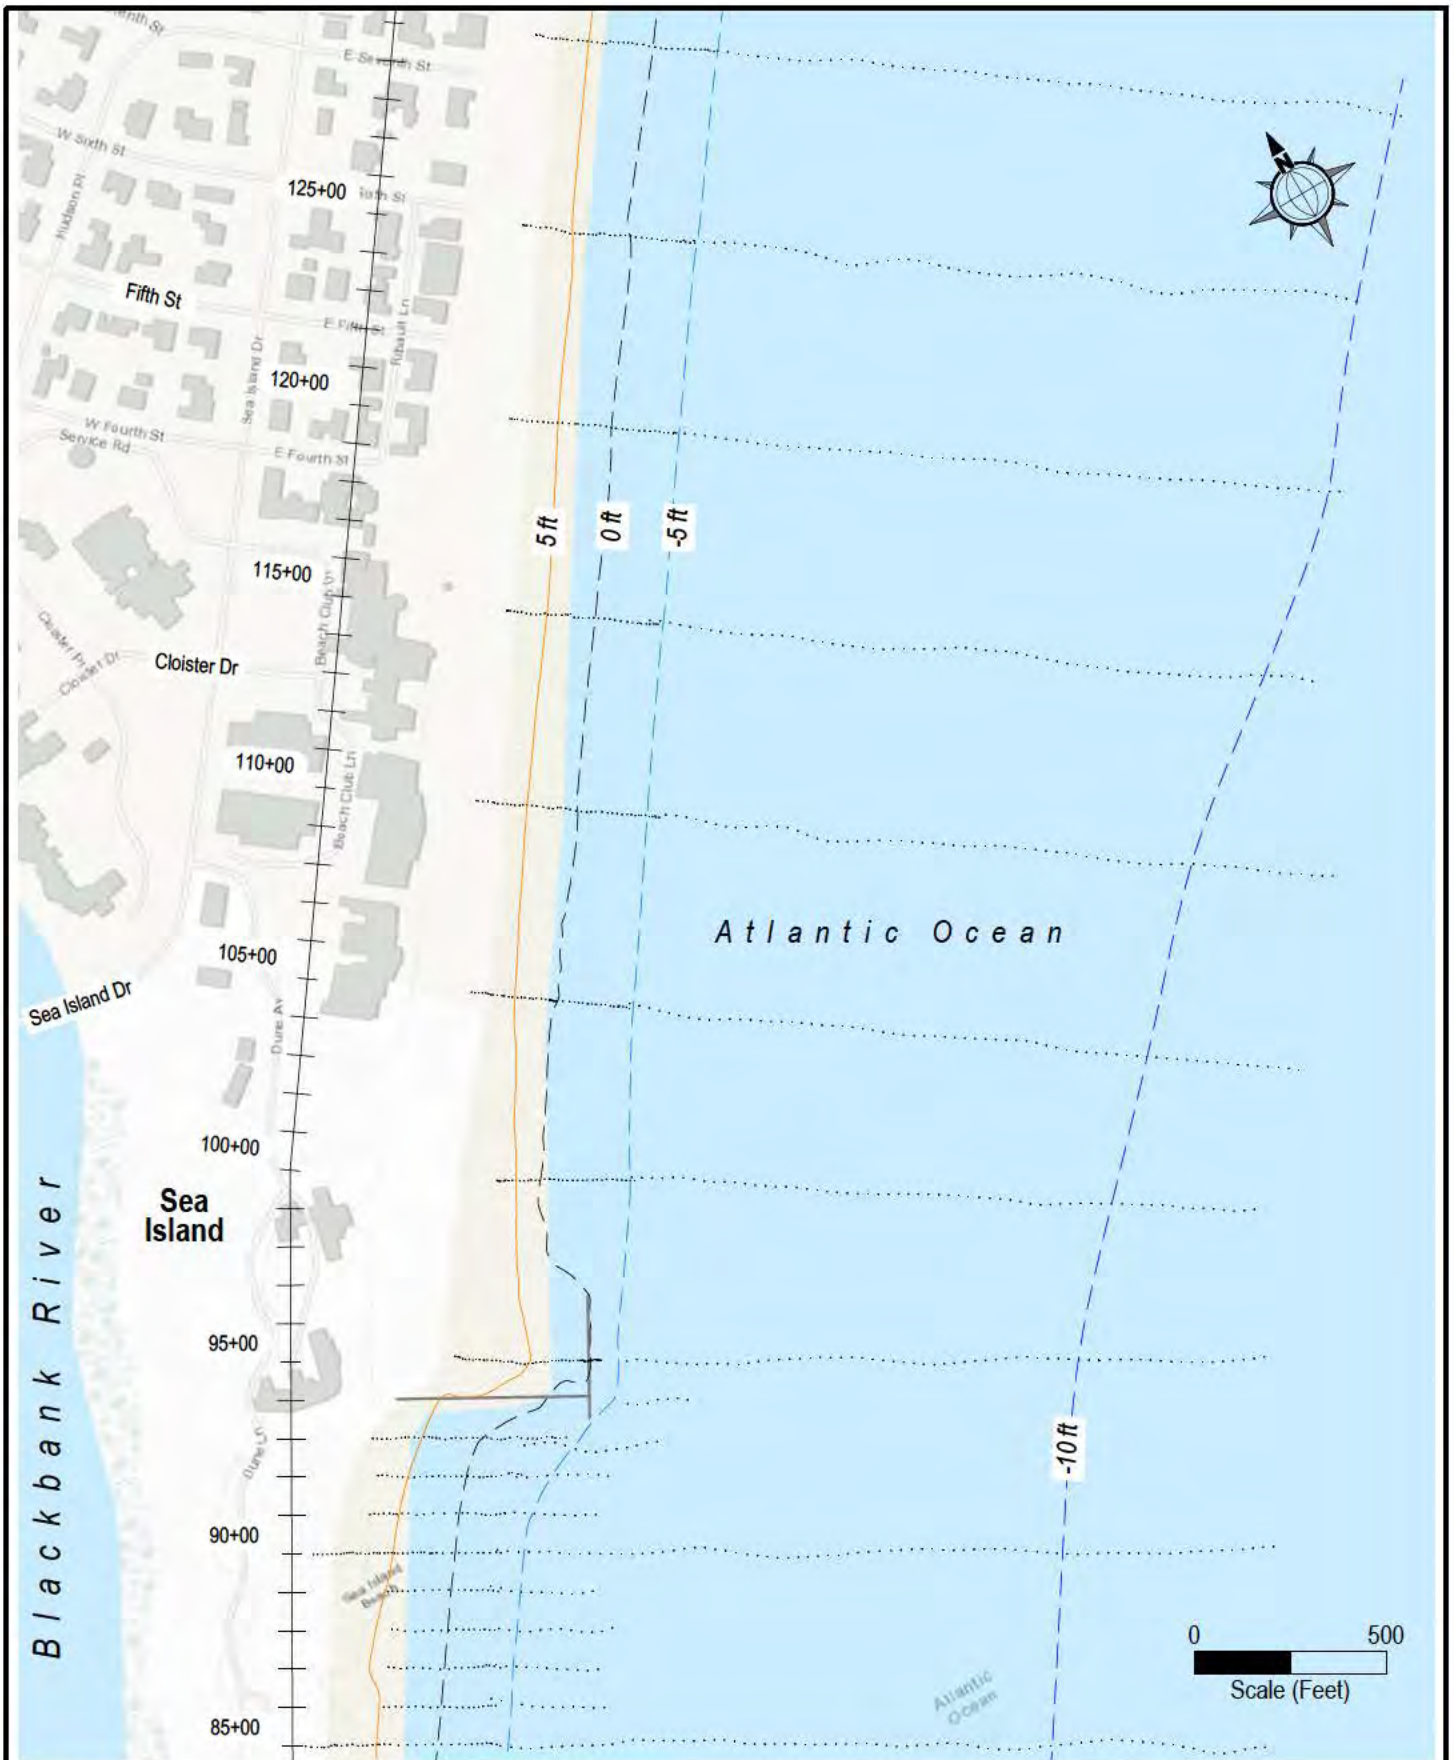 E Seventh St
W Sixth St
Hudson Pl
125+00
Fifth St
E Fifth St
Ribault Ln
Sea Island Dr
120+00
W Fourth St
Service Rd
E Fourth St
5 ft
0 ft
-5 ft
115+00
Beach Club Ln
Cloister Dr
Cloister Dr
110+00
Beach Club Ln
Atlantic Ocean
105+00
Sea Island Dr
Dune Av
100+00
Sea
Island
Blackbank River
95+00
-10 ft
Dune Ln
90+00
Sea Island
Beach
0 500
Scale (Feet)
Atlantic
Ocean
85+00
N